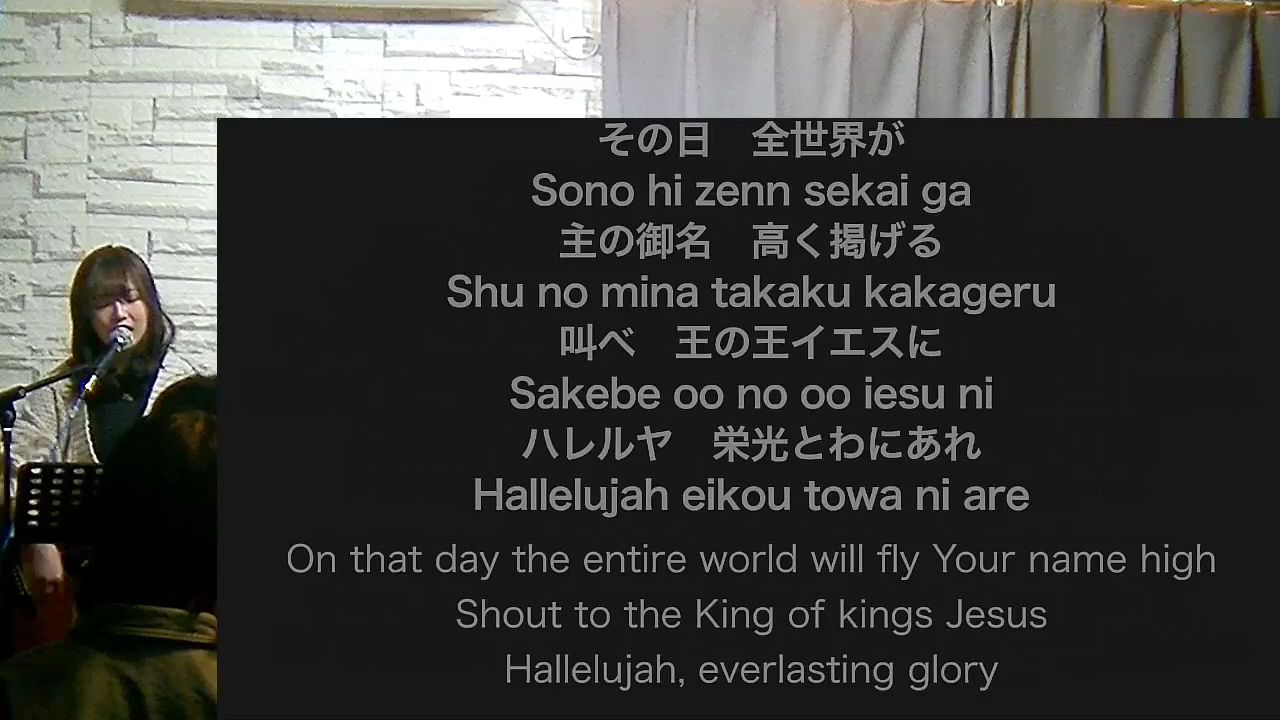 その日　全世界が
Sono hi zenn sekai ga
主の御名　高く掲げる
Shu no mina takaku kakageru
叫べ　王の王イエスに
Sakebe oo no oo iesu ni
ハレルヤ　栄光とわにあれ
Hallelujah eikou towa ni are
On that day the entire world will fly Your name high
Shout to the King of kings Jesus
Hallelujah, everlasting glory